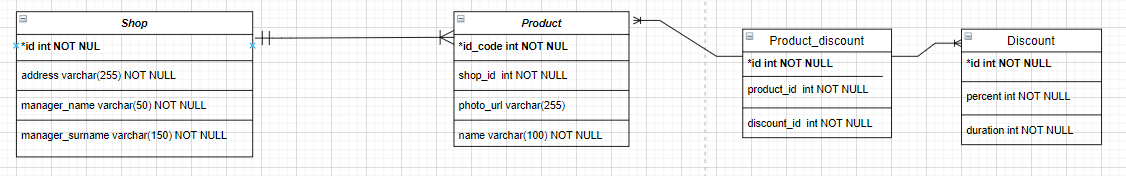 Shop
*id int NOT NUL
address varchar(255) NOT NULL
manager_name varchar(50) NOT NULL
manager_surname varchar(150) NOT NULL
Product
*id_code int NOT NUL
shop_id int NOT NULL
photo_url varchar(255)
name varchar(100) NOT NULL
Product_discount
*id int NOT NULL
product_id int NOT NULL
discount_id int NOT NULL
Discount
*id int NOT NULL
percent int NOT NULL
duration int NOT NULL